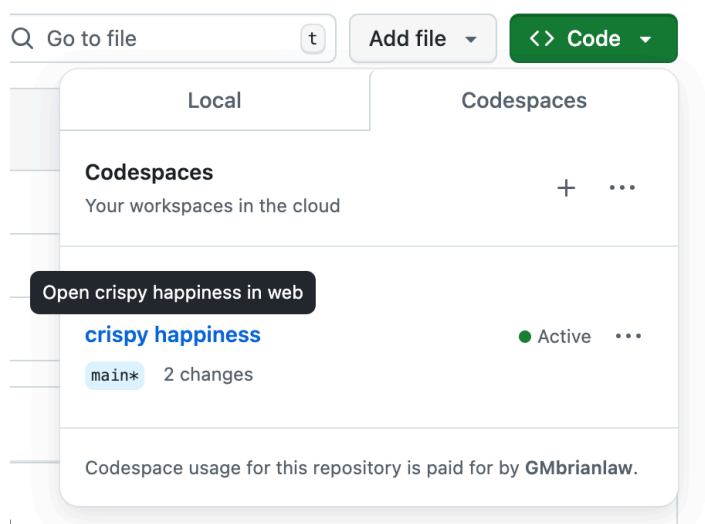 Go to file t Add file <> Code
Local Codespaces
Codespaces
Your workspaces in the cloud
Open crispy happiness in web
crispy happiness Active
main* 2 changes
Codespace usage for this repository is paid for by GMbrianlaw.